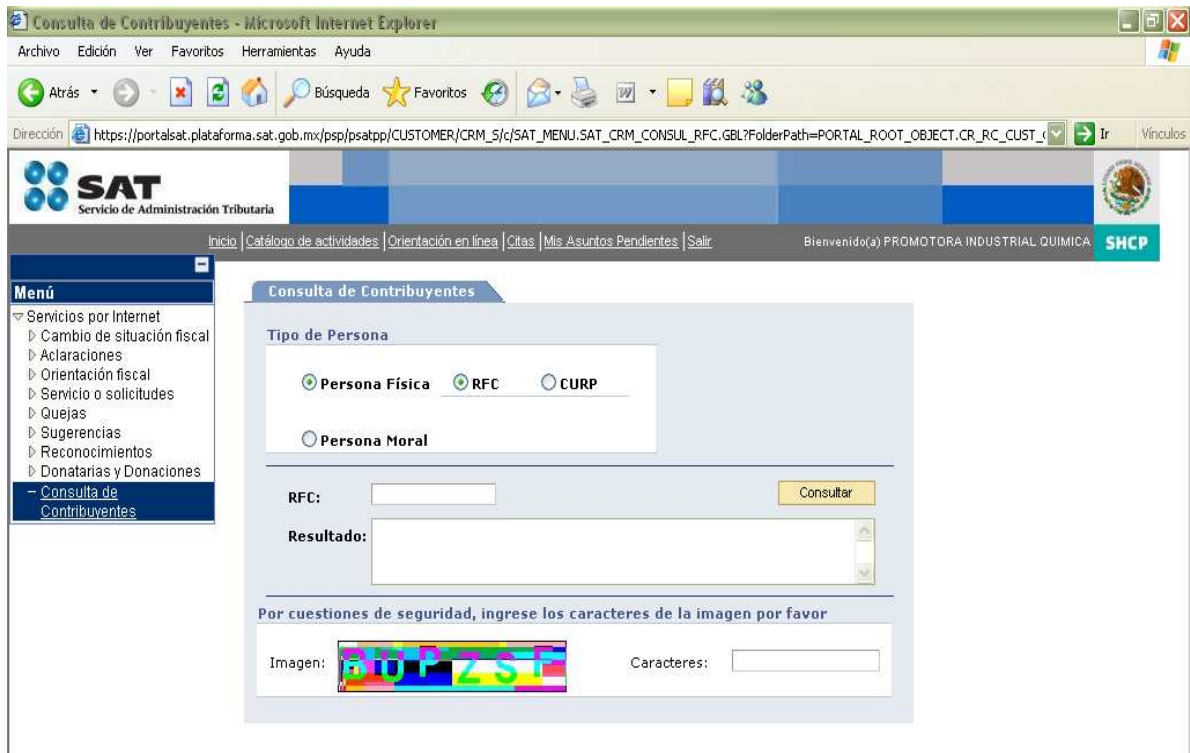 Consulta de Contribuyentes - Microsoft Internet Explorer
Archivo Edición Ver Favoritos Herramientas Ayuda
Atrás Búsqueda Favoritos
Dirección https://portalsat.plataforma.sat.gob.mx/psp/psatpp/CUSTOMER/CRM_S/c/SAT_MENU.SAT_CRM_CONSUL_RFC.GBL?FolderPath=PORTAL_ROOT_OBJECT.CR_RC_CUST_ Ir Vínculos
SAT
Servicio de Administración Tributaria
Inicio | Catálogo de actividades | Orientación en línea | Citas | Mis Asuntos Pendientes | Salir Bienvenido(a) PROMOTORA INDUSTRIAL QUIMICA SHCP
Menú
Servicios por Internet
Cambio de situación fiscal
Aclaraciones
Orientación fiscal
Servicio o solicitudes
Quejas
Sugerencias
Reconocimientos
Donatarias y Donaciones
Consulta de
Contribuyentes
Consulta de Contribuyentes
Tipo de Persona
Persona Física RFC CURP
Persona Moral
RFC: Consultar
Resultado:
Por cuestiones de seguridad, ingrese los caracteres de la imagen por favor
Imagen: BUPZSF Caracteres: